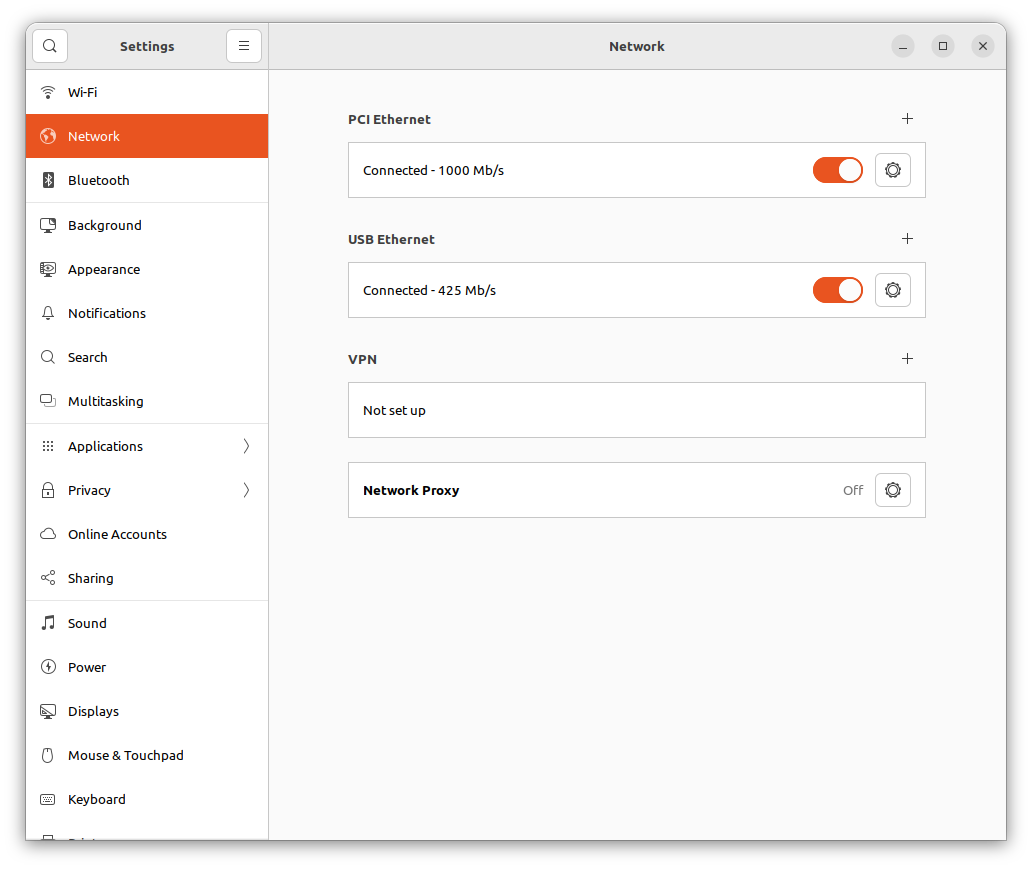 Settings
Network
Wi-Fi
Network
Bluetooth
Background
Appearance
Notifications
Search
Multitasking
Applications
Privacy
Online Accounts
Sharing
Sound
Power
Displays
Mouse & Touchpad
Keyboard
PCI Ethernet
Connected - 1000 Mb/s
USB Ethernet
Connected - 425 Mb/s
VPN
Not set up
Network Proxy Off